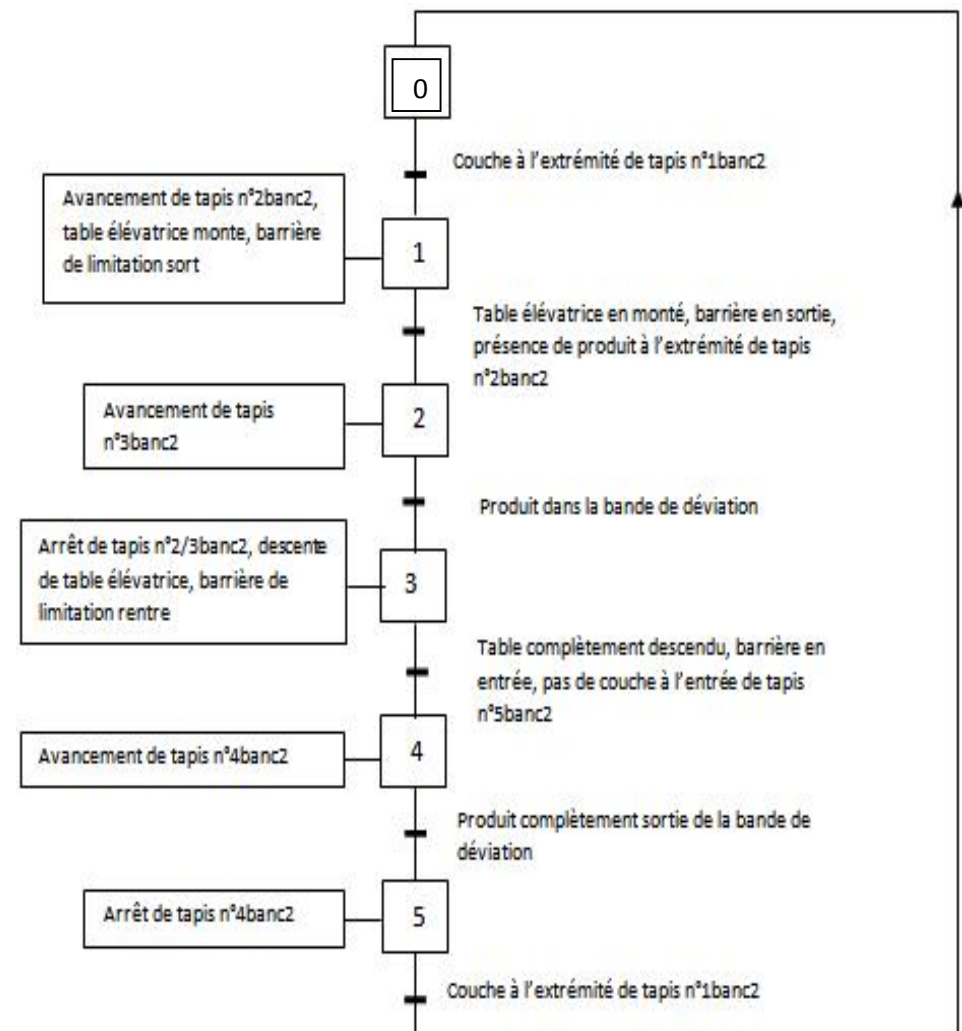 0
Couche à l'extrémité de tapis n°1banc2
Avancement de tapis n°2banc2,
table élévatrice monte, barrière
de limitation sort
1
Table élévatrice en monté, barrière en sortie,
présence de produit à l'extrémité de tapis
n°2banc2
Avancement de tapis
n°3banc2
2
Produit dans la bande de déviation
Arrêt de tapis n°2/3banc2, descente
de table élévatrice, barrière de
limitation rentre
3
Table complètement descendu, barrière en
entrée, pas de couche à l'entrée de tapis
n°5banc2
Avancement de tapis n°4banc2
4
Produit complètement sortie de la bande de
déviation
Arrêt de tapis n°4banc2
5
Couche à l'extrémité de tapis n°1banc2